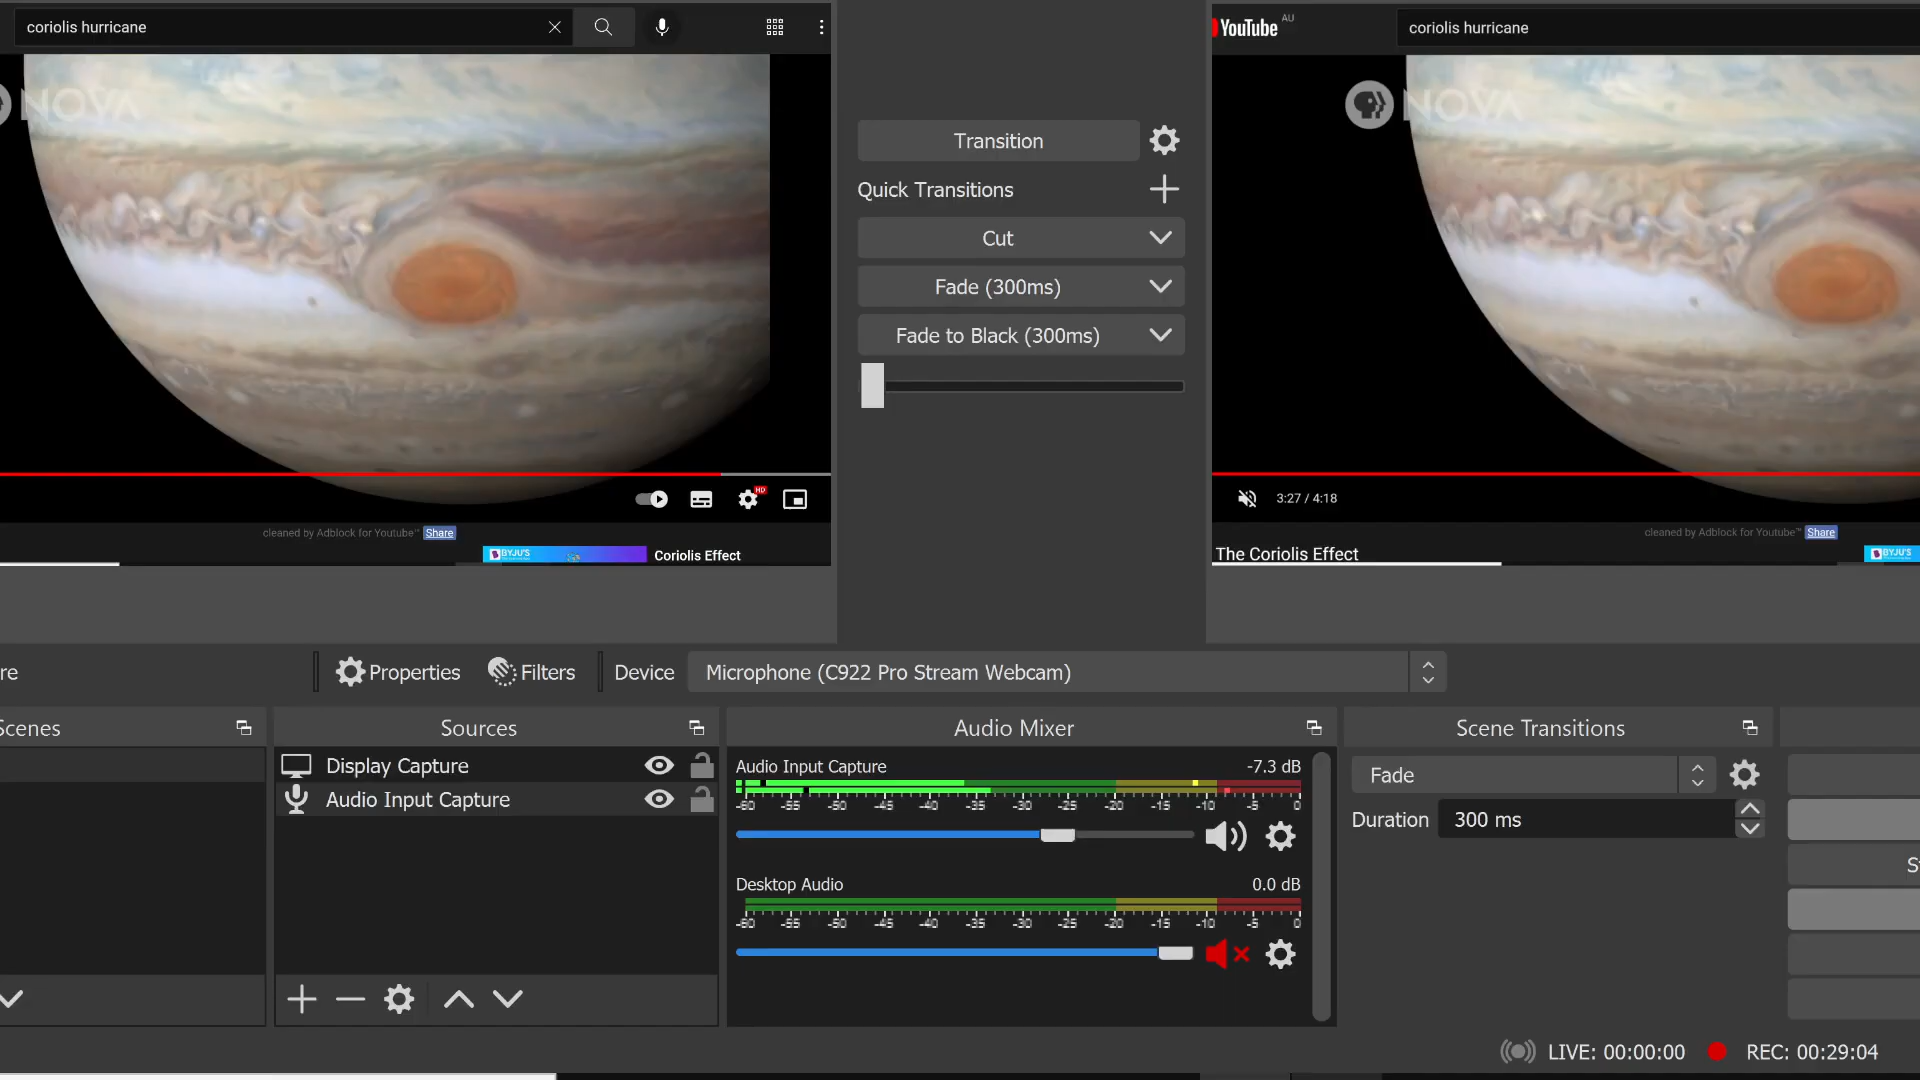 coriolis hurricane
NOVA
HD
cleaned by Adblock for Youtube™ Share
BYJU'S
Coriolis Effect
Transition
Quick Transitions
Cut
Fade (300ms)
Fade to Black (300ms)
YouTube AU
coriolis hurricane
NOVA
3:27 / 4:18
cleaned by Adblock for Youtube™ Share
The Coriolis Effect
BYJU'S
re
Properties
Filters
Device
Microphone (C922 Pro Stream Webcam)
Scenes
Sources
Display Capture
Audio Input Capture
Audio Mixer
Audio Input Capture -7.3 dB
-60 -55 -50 -45 -40 -35 -30 -25 -20 -15 -10 -5 0
Desktop Audio 0.0 dB
-60 -55 -50 -45 -40 -35 -30 -25 -20 -15 -10 -5 0
Scene Transitions
Fade
Duration 300 ms
LIVE: 00:00:00
REC: 00:29:04